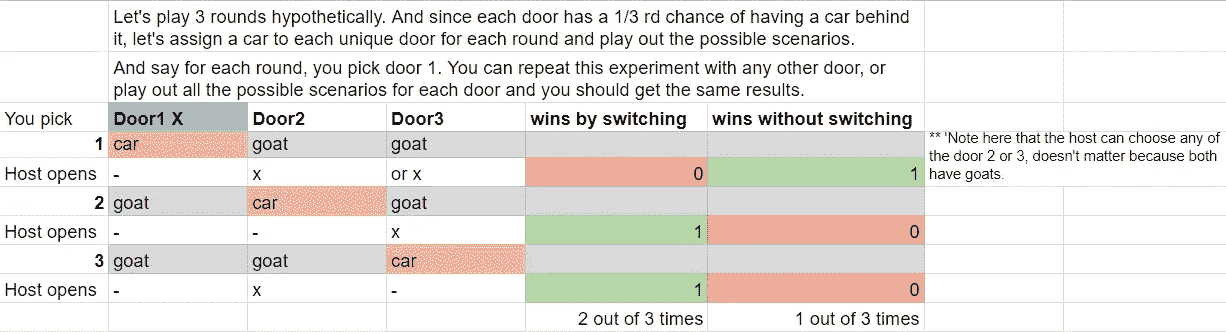 Let's play 3 rounds hypothetically. And since each door has a 1/3 rd chance of having a car behind
it, let's assign a car to each unique door for each round and play out the possible scenarios.
And say for each round, you pick door 1. You can repeat this experiment with any other door, or
play out all the possible scenarios for each door and you should get the same results.
You pick Door1 X Door2 Door3 wins by switching wins without switching
1 car goat goat
** 'Note here that the host can choose any of
the door 2 or 3, doesn't matter because both
have goats.
Host opens - x or x 0 1
2 goat car goat
Host opens - - x 1 0
3 goat goat car
Host opens - x - 1 0
2 out of 3 times 1 out of 3 times